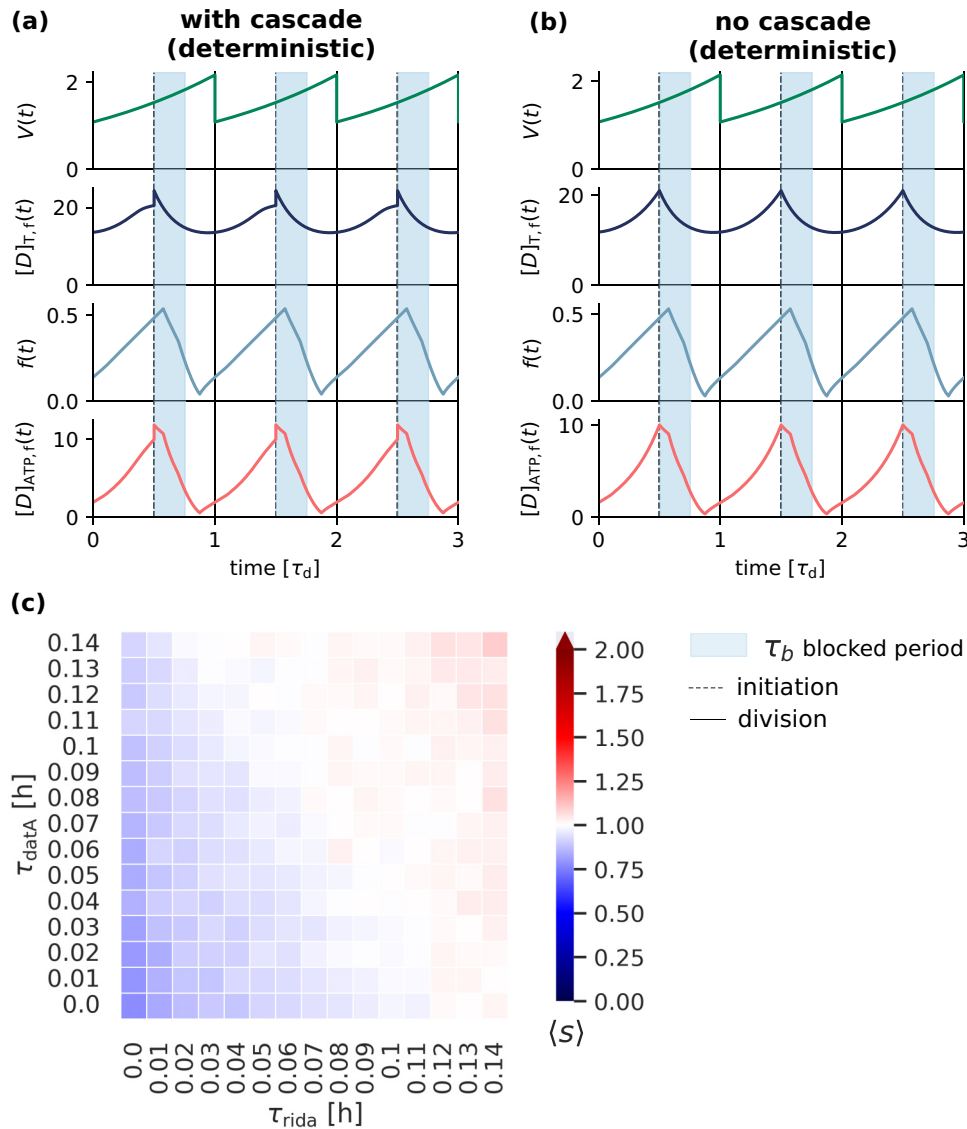 (a)
with cascade
(deterministic)
(b)
no cascade
(deterministic)
2
0
V(t)
20
0
[D]T,f(t)
0.5
0.0
f(t)
10
0
[D]ATP,f(t)
0 1 2 3
time [τd]
2
0
V(t)
20
0
[D]T,f(t)
0.5
0.0
f(t)
10
0
[D]ATP,f(t)
0 1 2 3
time [τd]
(c)
0.14
0.13
0.12
0.11
0.1
0.09
0.08
0.07
0.06
0.05
0.04
0.03
0.02
0.01
0.0
τdatA [h]
0.0 0.01 0.02 0.03 0.04 0.05 0.06 0.07 0.08 0.09 0.1 0.11 0.12 0.13 0.14
τrida [h]
2.00
1.75
1.50
1.25
1.00
0.75
0.50
0.25
0.00
⟨s⟩
τb blocked period
initiation
division